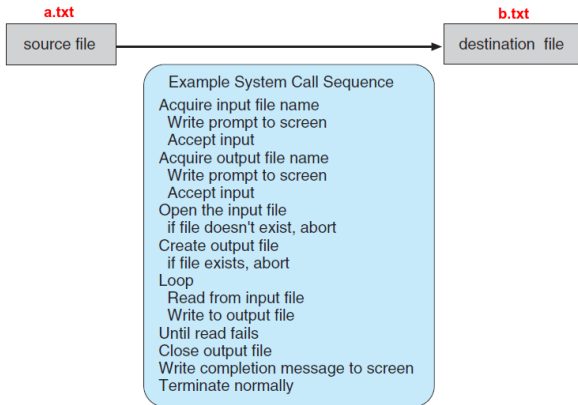 a.txt
b.txt
source file
destination file
Example System Call Sequence
Acquire input file name
Write prompt to screen
Accept input
Acquire output file name
Write prompt to screen
Accept input
Open the input file
if file doesn't exist, abort
Create output file
if file exists, abort
Loop
Read from input file
Write to output file
Until read fails
Close output file
Write completion message to screen
Terminate normally